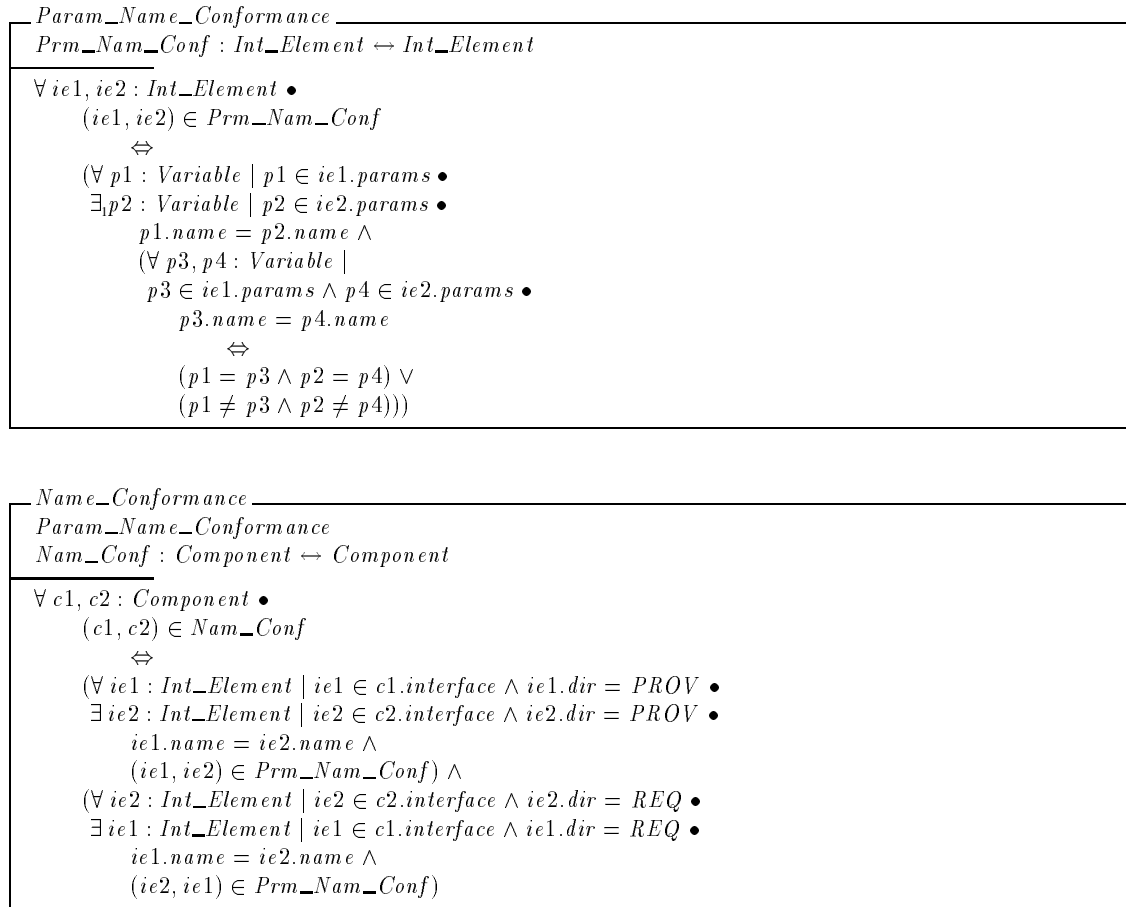 Param_Name_Conformance
Prm_Nam_Conf : Int_Element ↔ Int_Element
∀ ie1, ie2 : Int_Element •
(ie1, ie2) ∈ Prm_Nam_Conf
⇔
(∀ p1 : Variable | p1 ∈ ie1.params •
∃₁p2 : Variable | p2 ∈ ie2.params •
p1.name = p2.name ∧
(∀ p3, p4 : Variable |
p3 ∈ ie1.params ∧ p4 ∈ ie2.params •
p3.name = p4.name
⇔
(p1 = p3 ∧ p2 = p4) ∨
(p1 ≠ p3 ∧ p2 ≠ p4)))
Name_Conformance
Param_Name_Conformance
Nam_Conf : Component ↔ Component
∀ c1, c2 : Component •
(c1, c2) ∈ Nam_Conf
⇔
(∀ ie1 : Int_Element | ie1 ∈ c1.interface ∧ ie1.dir = PROV •
∃ ie2 : Int_Element | ie2 ∈ c2.interface ∧ ie2.dir = PROV •
ie1.name = ie2.name ∧
(ie1, ie2) ∈ Prm_Nam_Conf) ∧
(∀ ie2 : Int_Element | ie2 ∈ c2.interface ∧ ie2.dir = REQ •
∃ ie1 : Int_Element | ie1 ∈ c1.interface ∧ ie1.dir = REQ •
ie1.name = ie2.name ∧
(ie2, ie1) ∈ Prm_Nam_Conf)